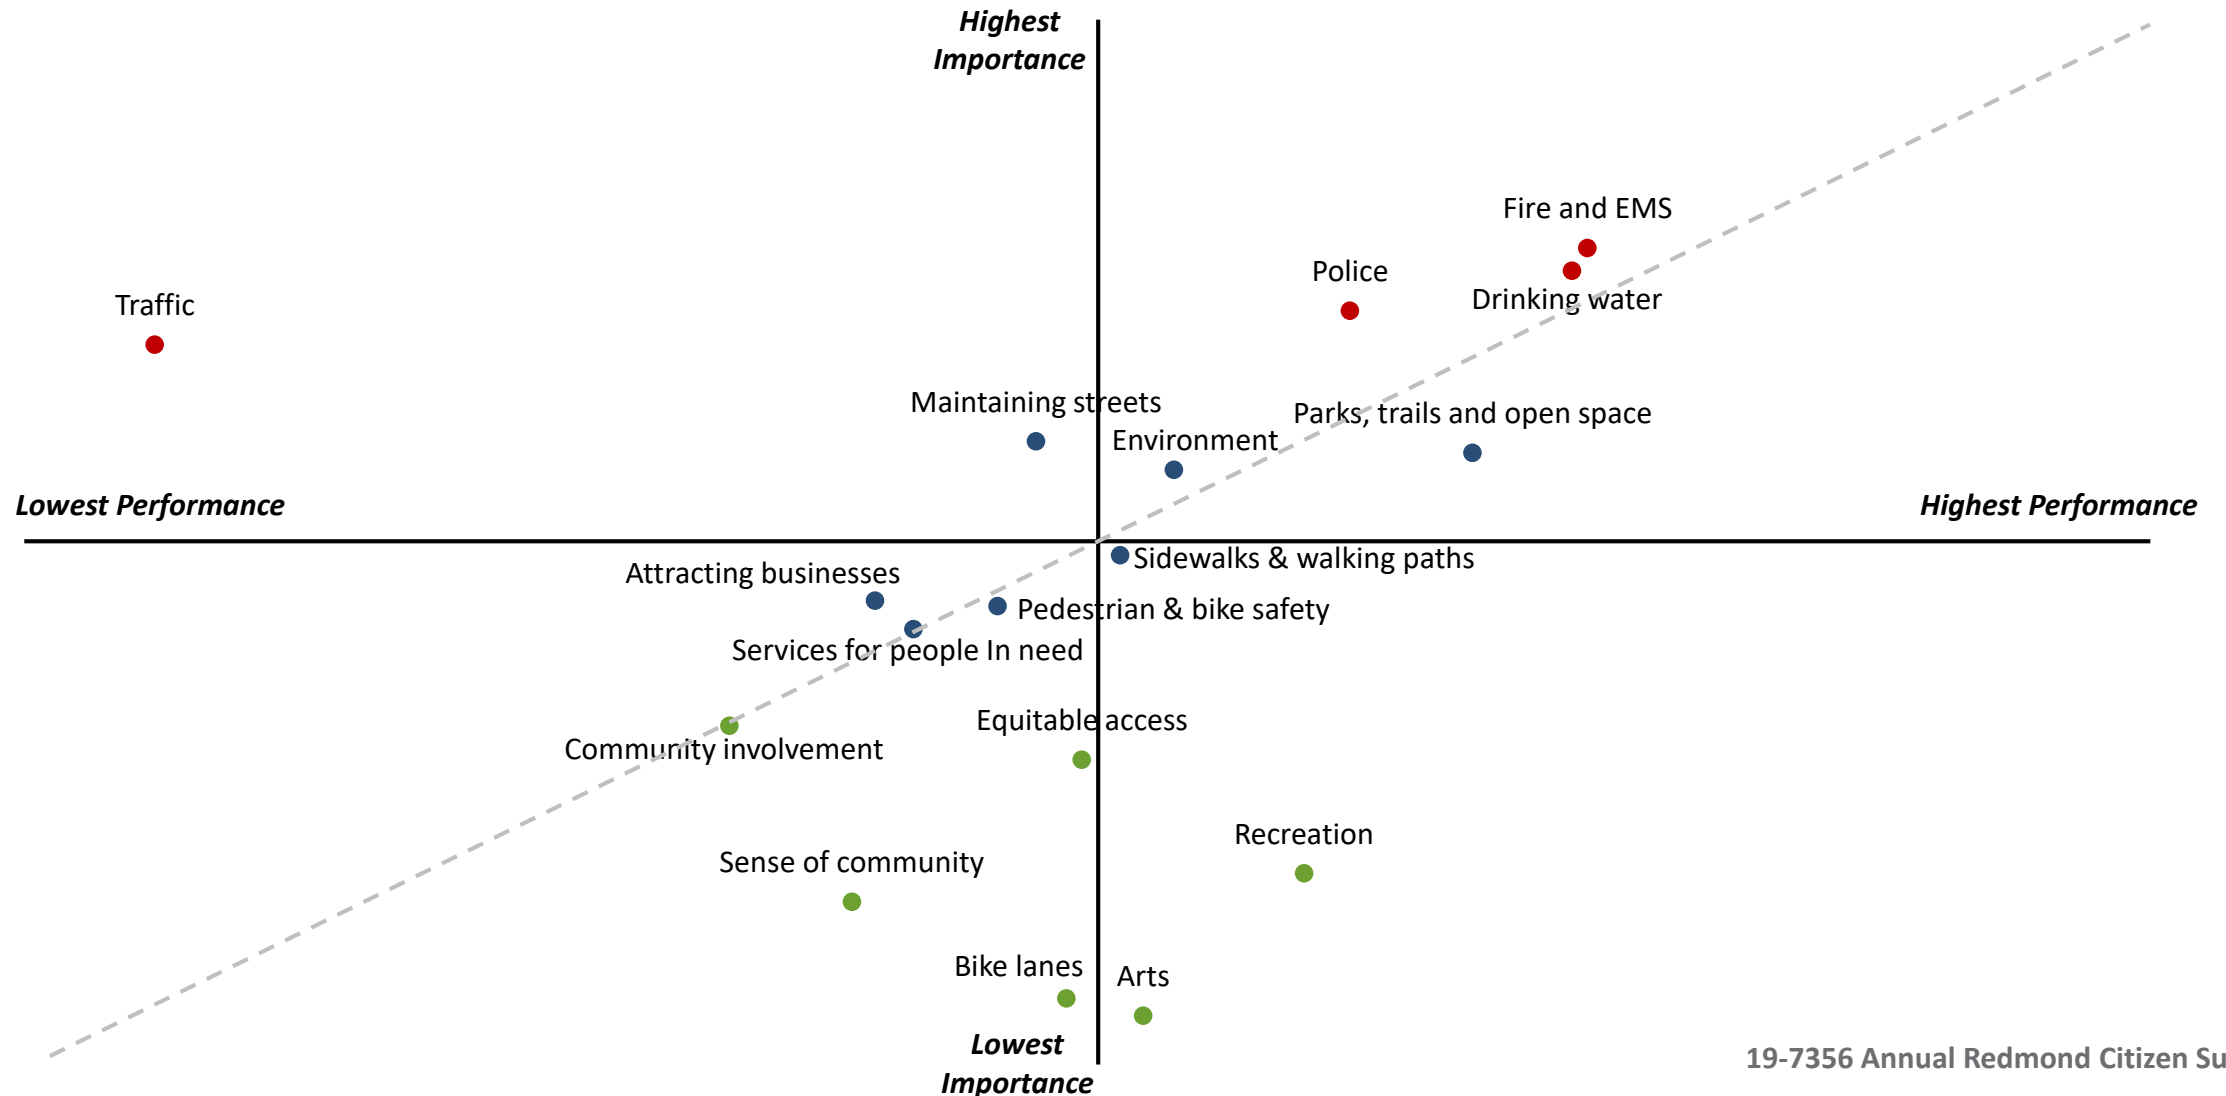 Highest
Importance
Fire and EMS
Police
Drinking water
Traffic
Maintaining streets
Parks, trails and open space
Environment
Lowest Performance
Highest Performance
Sidewalks & walking paths
Attracting businesses
Pedestrian & bike safety
Services for people In need
Equitable access
Community involvement
Recreation
Sense of community
Bike lanes
Arts
Lowest
Importance
19-7356 Annual Redmond Citizen Su